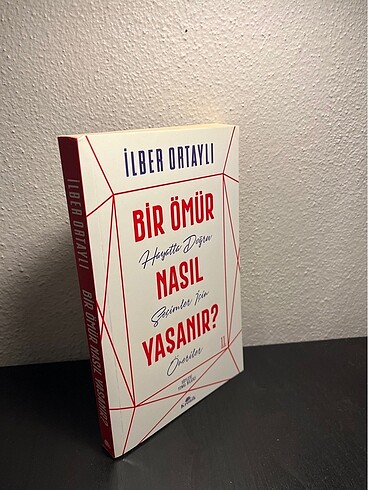 İLBER ORTAYLI
BİR ÖMÜR
Hayatta Doğru
NASIL
Seçimler İçin
YAŞANIR?
Öneriler
İLBER ORTAYLI
BİR ÖMÜR NASIL YAŞANIR?